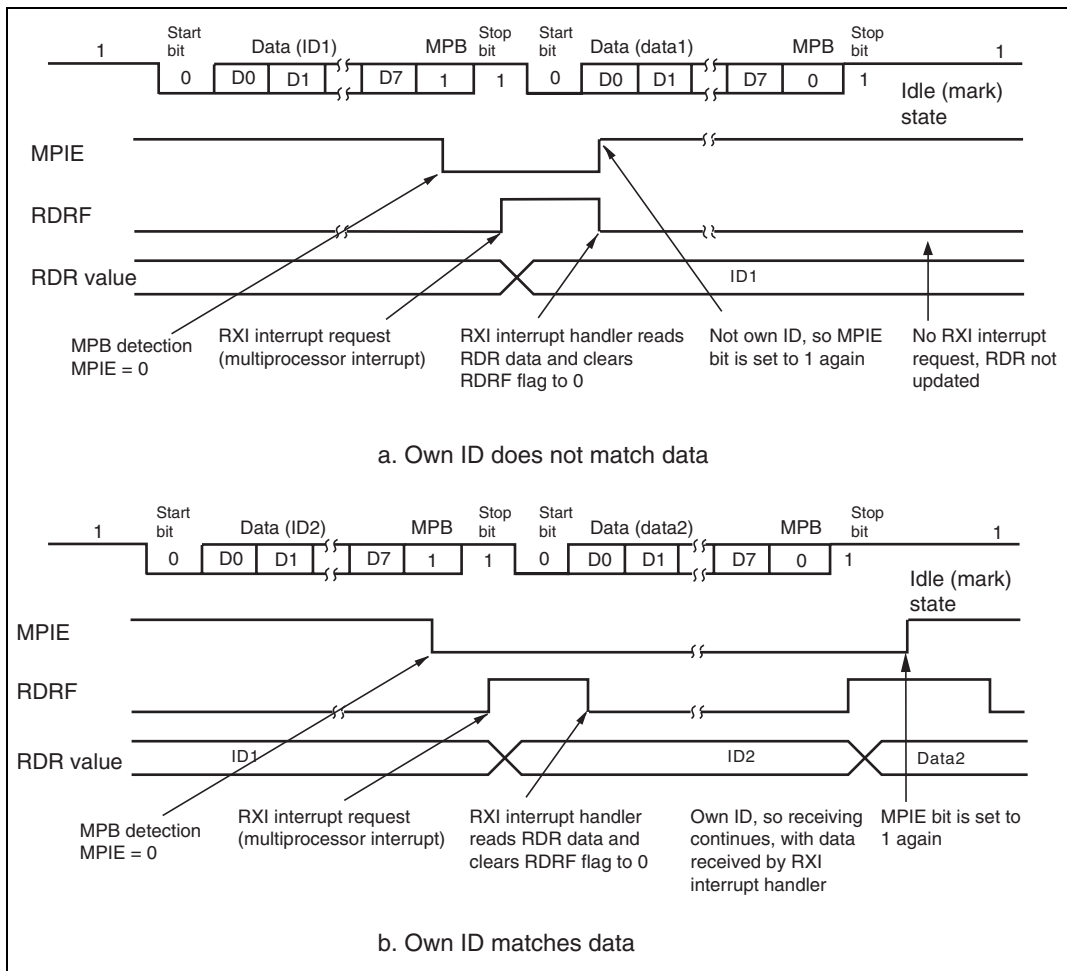 1 Start bit Data (ID1) MPB Stop bit Start bit Data (data1) MPB Stop bit 1
0 D0 D1 D7 1 1 0 D0 D1 D7 0 1
Idle (mark)
state
MPIE
RDRF
RDR value
ID1
MPB detection
MPIE = 0
RXI interrupt request
(multiprocessor interrupt)
RXI interrupt handler reads
RDR data and clears
RDRF flag to 0
Not own ID, so MPIE
bit is set to 1 again
No RXI interrupt
request, RDR not
updated
a. Own ID does not match data
1 Start bit Data (ID2) MPB Stop bit Start bit Data (data2) MPB Stop bit 1
0 D0 D1 D7 1 1 0 D0 D1 D7 0 1
Idle (mark)
state
MPIE
RDRF
RDR value
ID1 ID2 Data2
MPB detection
MPIE = 0
RXI interrupt request
(multiprocessor interrupt)
RXI interrupt handler
reads RDR data and
clears RDRF flag to 0
Own ID, so receiving
continues, with data
received by RXI
interrupt handler
MPIE bit is set to
1 again
b. Own ID matches data